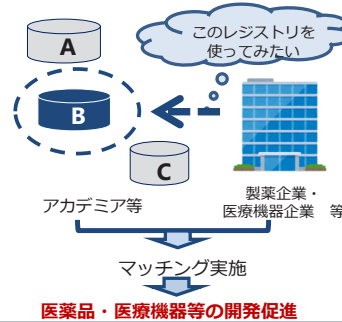 A
このレジストリを
使ってみたい
B
C
アカデミア等
製薬企業・
医療機器企業　等
マッチング実施
医薬品・医療機器等の開発促進